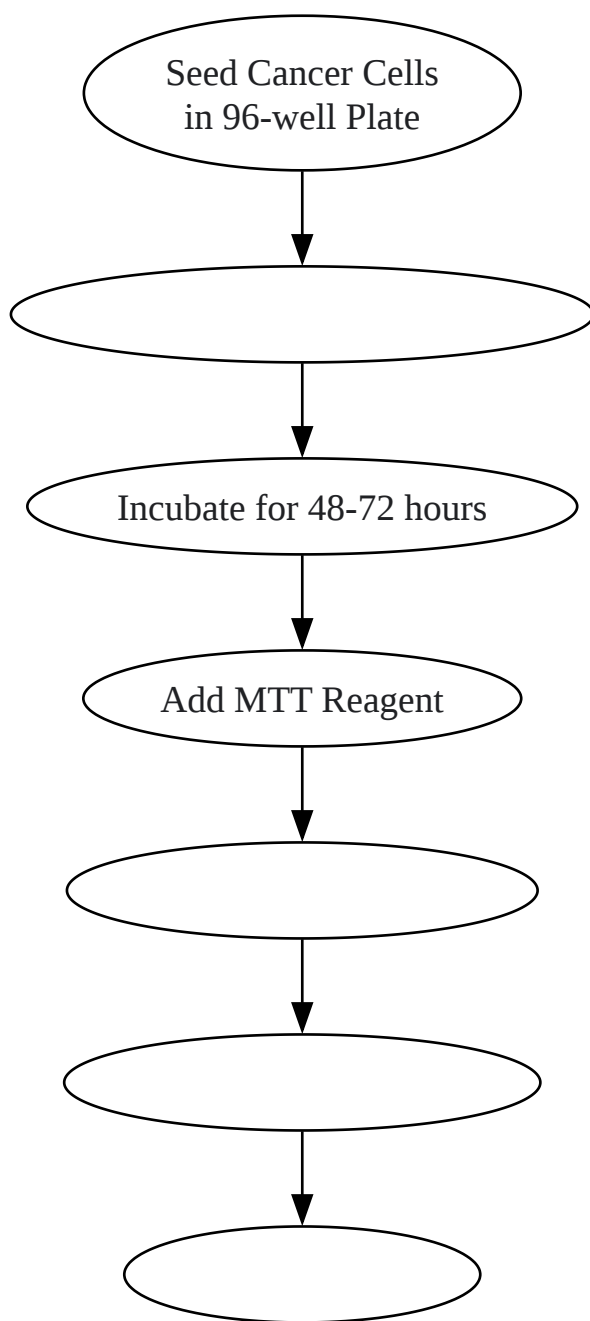 Seed Cancer Cells
in 96-well Plate
Incubate for 48-72 hours
Add MTT Reagent